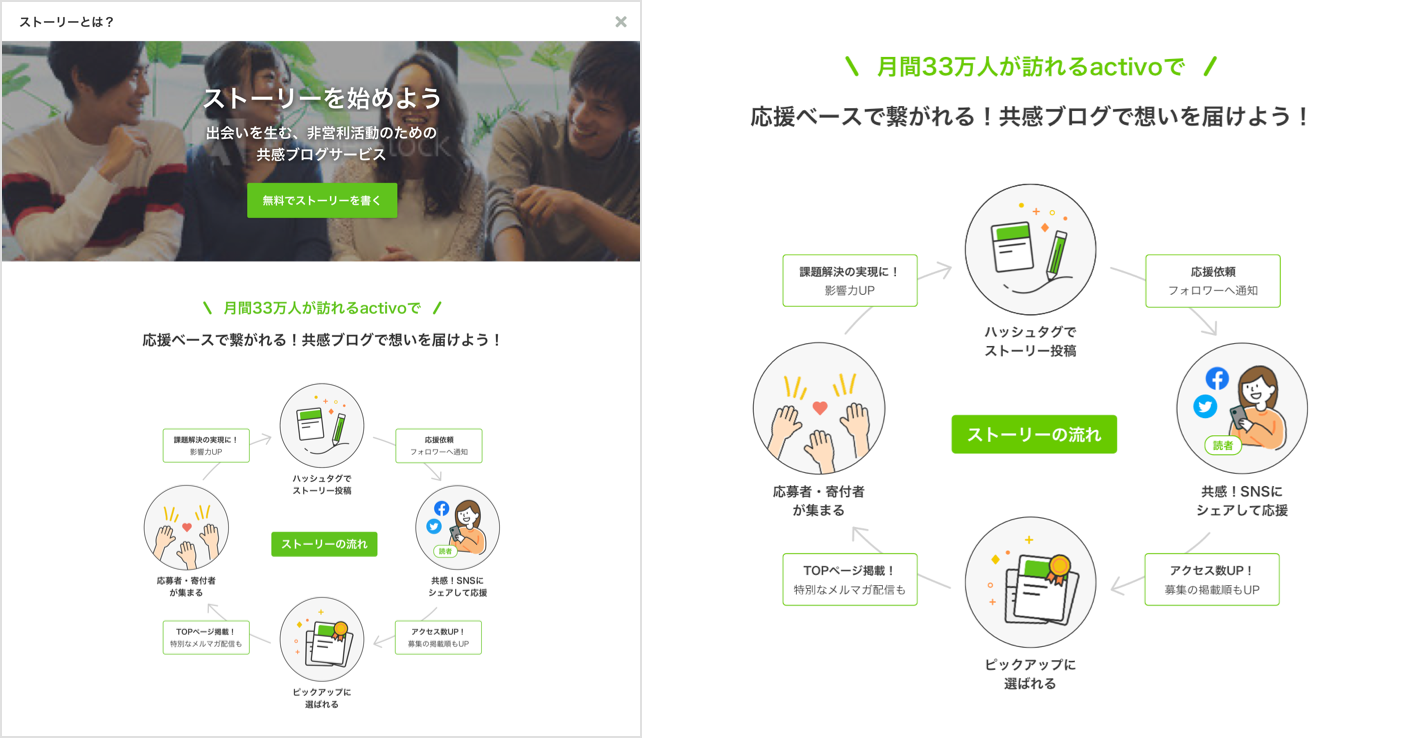 ストーリーとは？
ストーリーを始めよう
出会いを生む、非営利活動のための
共感ブログサービス
無料でストーリーを書く
月間33万人が訪れるactivoで
応援ベースで繋がれる！共感ブログで想いを届けよう！
課題解決の実現に！
影響力UP
応援依頼
フォロワーへ通知
ハッシュタグで
ストーリー投稿
ストーリーの流れ
読者
応募者・寄付者
が集まる
共感！SNSに
シェアして応援
TOPページ掲載！
特別なメルマガ配信も
アクセス数UP！
募集の掲載順もUP
ピックアップに
選ばれる
月間33万人が訪れるactivoで
応援ベースで繋がれる！共感ブログで想いを届けよう！
課題解決の実現に！
影響力UP
応援依頼
フォロワーへ通知
ハッシュタグで
ストーリー投稿
ストーリーの流れ
読者
応募者・寄付者
が集まる
共感！SNSに
シェアして応援
TOPページ掲載！
特別なメルマガ配信も
アクセス数UP！
募集の掲載順もUP
ピックアップに
選ばれる